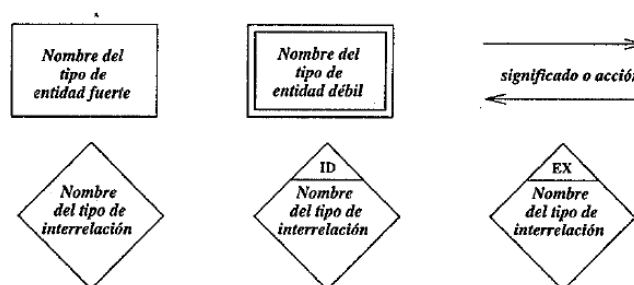 Nombre del
tipo de
entidad fuerte
Nombre del
tipo de
entidad débil
significado o acción
Nombre
del tipo de
interrelación
ID
Nombre
del tipo de
interrelación
EX
Nombre
del tipo de
interrelación